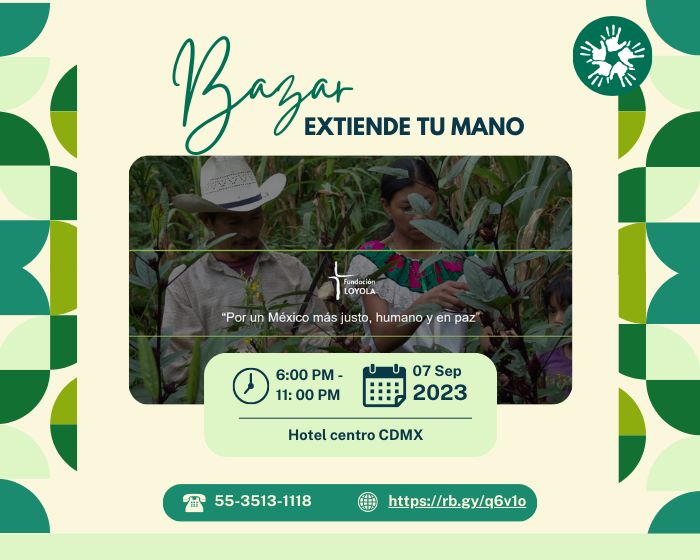 Bazar
EXTIENDE TU MANO
Fundación
LOYOLA
“Por un México más justo, humano y en paz”
6:00 PM -
11: 00 PM
07 Sep
2023
Hotel centro CDMX
55-3513-1118
https://rb.gy/q6v1o